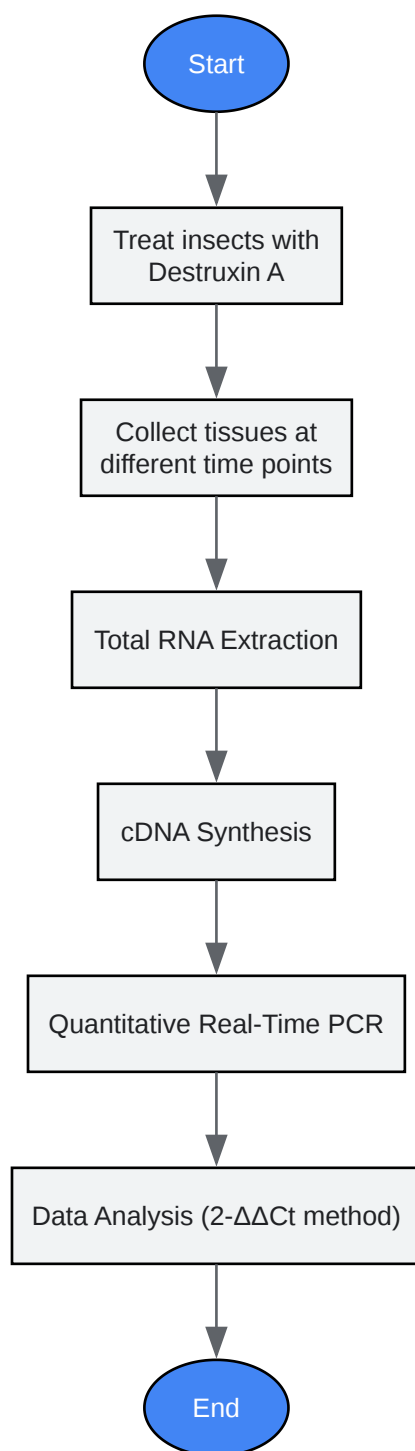 Start
Treat insects with
Destruxin A
Collect tissues at
different time points
Total RNA Extraction
cDNA Synthesis
Quantitative Real-Time PCR
Data Analysis (2-ΔΔCt method)
End